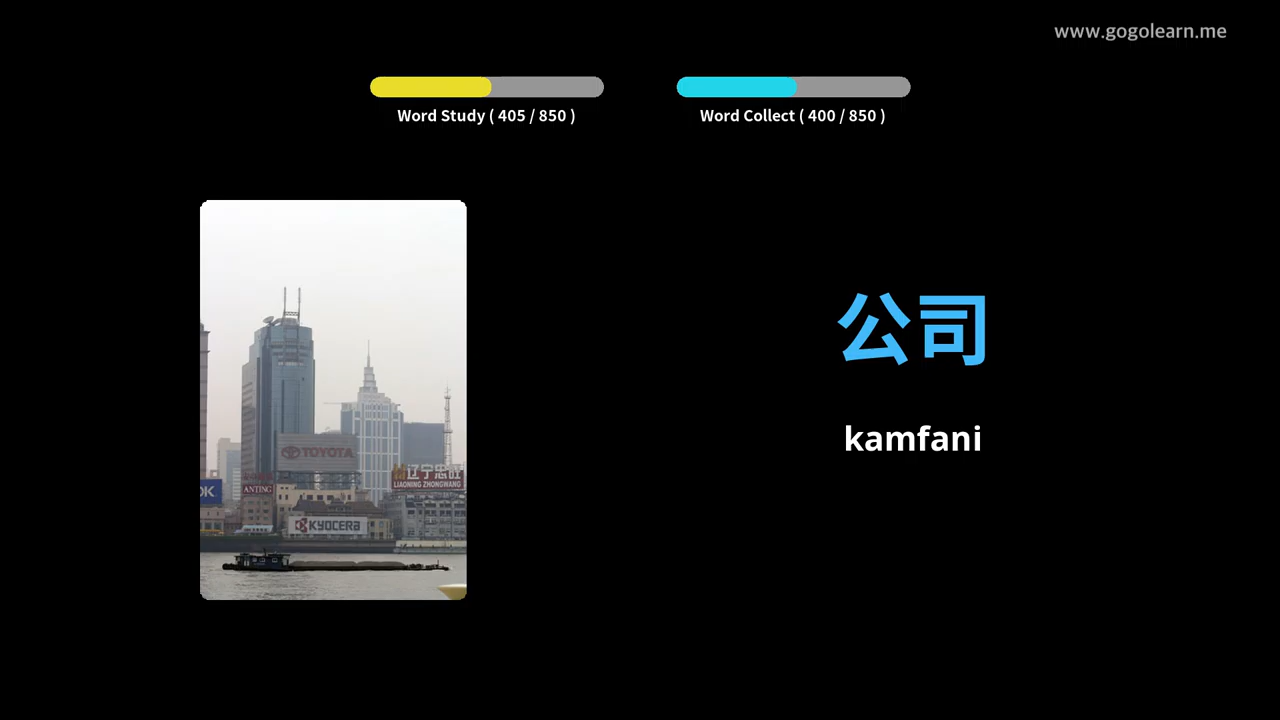 www.gogolearn.me
Word Study ( 405 / 850 )
Word Collect ( 400 / 850 )
公司
kamfani
TOYOTA
辽宁忠旺
LIAONING ZHONGWANG
ANTING
OK
KYOCERA